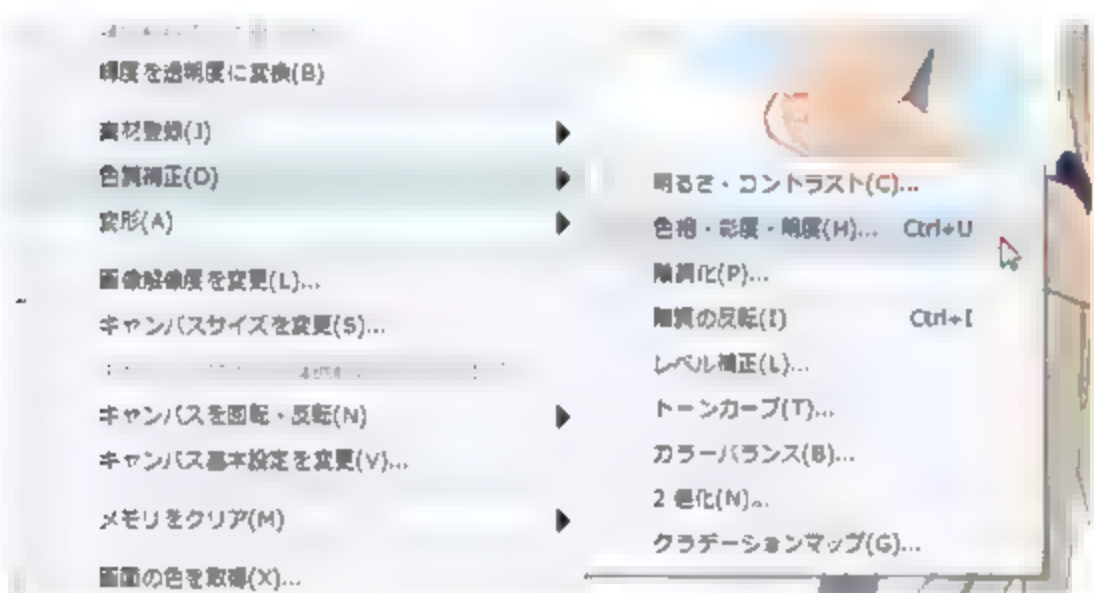 輝度を透明度に変換(B)
素材登録(J)
色調補正(D)
変形(A)
画像解像度を変更(L)...
キャンバスサイズを変更(S)...
キャンバスを回転・反転(N)
キャンバス基本設定を変更(V)...
メモリをクリア(M)
画面の色を取得(X)...
明るさ・コントラスト(C)...
色相・彩度・明度(H)... Ctrl+U
階調化(P)...
階調の反転(I) Ctrl+I
レベル補正(L)...
トーンカーブ(T)...
カラーバランス(B)...
2 値化(N)...
グラデーションマップ(G)...